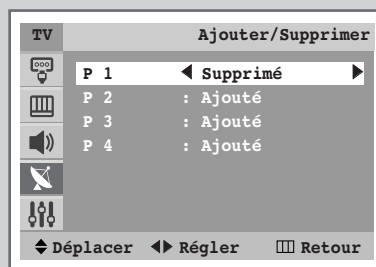 TV Ajouter/Supprimer
P 1 ◀ Supprimé ▶
P 2 : Ajouté
P 3 : Ajouté
P 4 : Ajouté
Déplacer Régler Retour